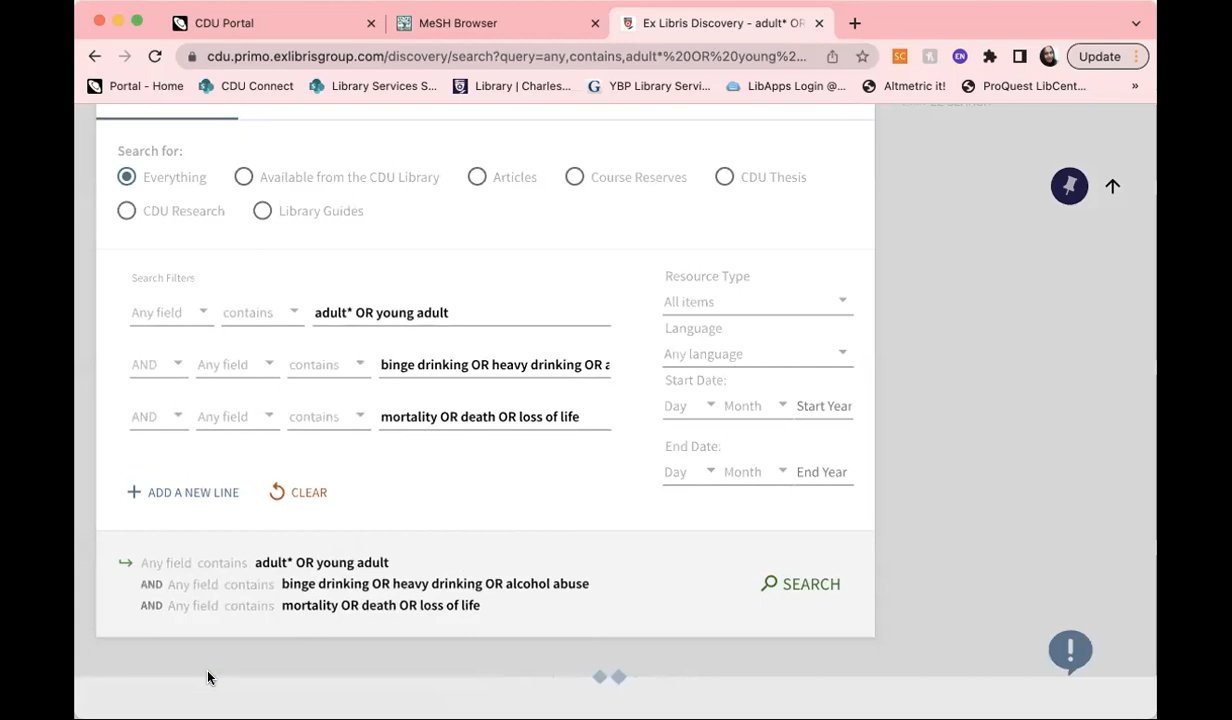 CDU Portal
MeSH Browser
Ex Libris Discovery - adult* OR
cdu.primo.exlibrisgroup.com/discovery/search?query=any,contains,adult*%20OR%20young%2...
SC
EN
Update
Portal - Home
CDU Connect
Library Services S...
Library | Charles...
YBP Library Servi...
LibApps Login @...
Altmetric it!
ProQuest LibCent...
Search for:
Everything
Available from the CDU Library
Articles
Course Reserves
CDU Thesis
CDU Research
Library Guides
Search Filters
Any field contains adult* OR young adult
AND Any field contains binge drinking OR heavy drinking OR a
AND Any field contains mortality OR death OR loss of life
Resource Type
All items
Language
Any language
Start Date:
Day Month Start Year
End Date:
Day Month End Year
+ ADD A NEW LINE
CLEAR
Any field contains adult* OR young adult
AND Any field contains binge drinking OR heavy drinking OR alcohol abuse
AND Any field contains mortality OR death OR loss of life
SEARCH